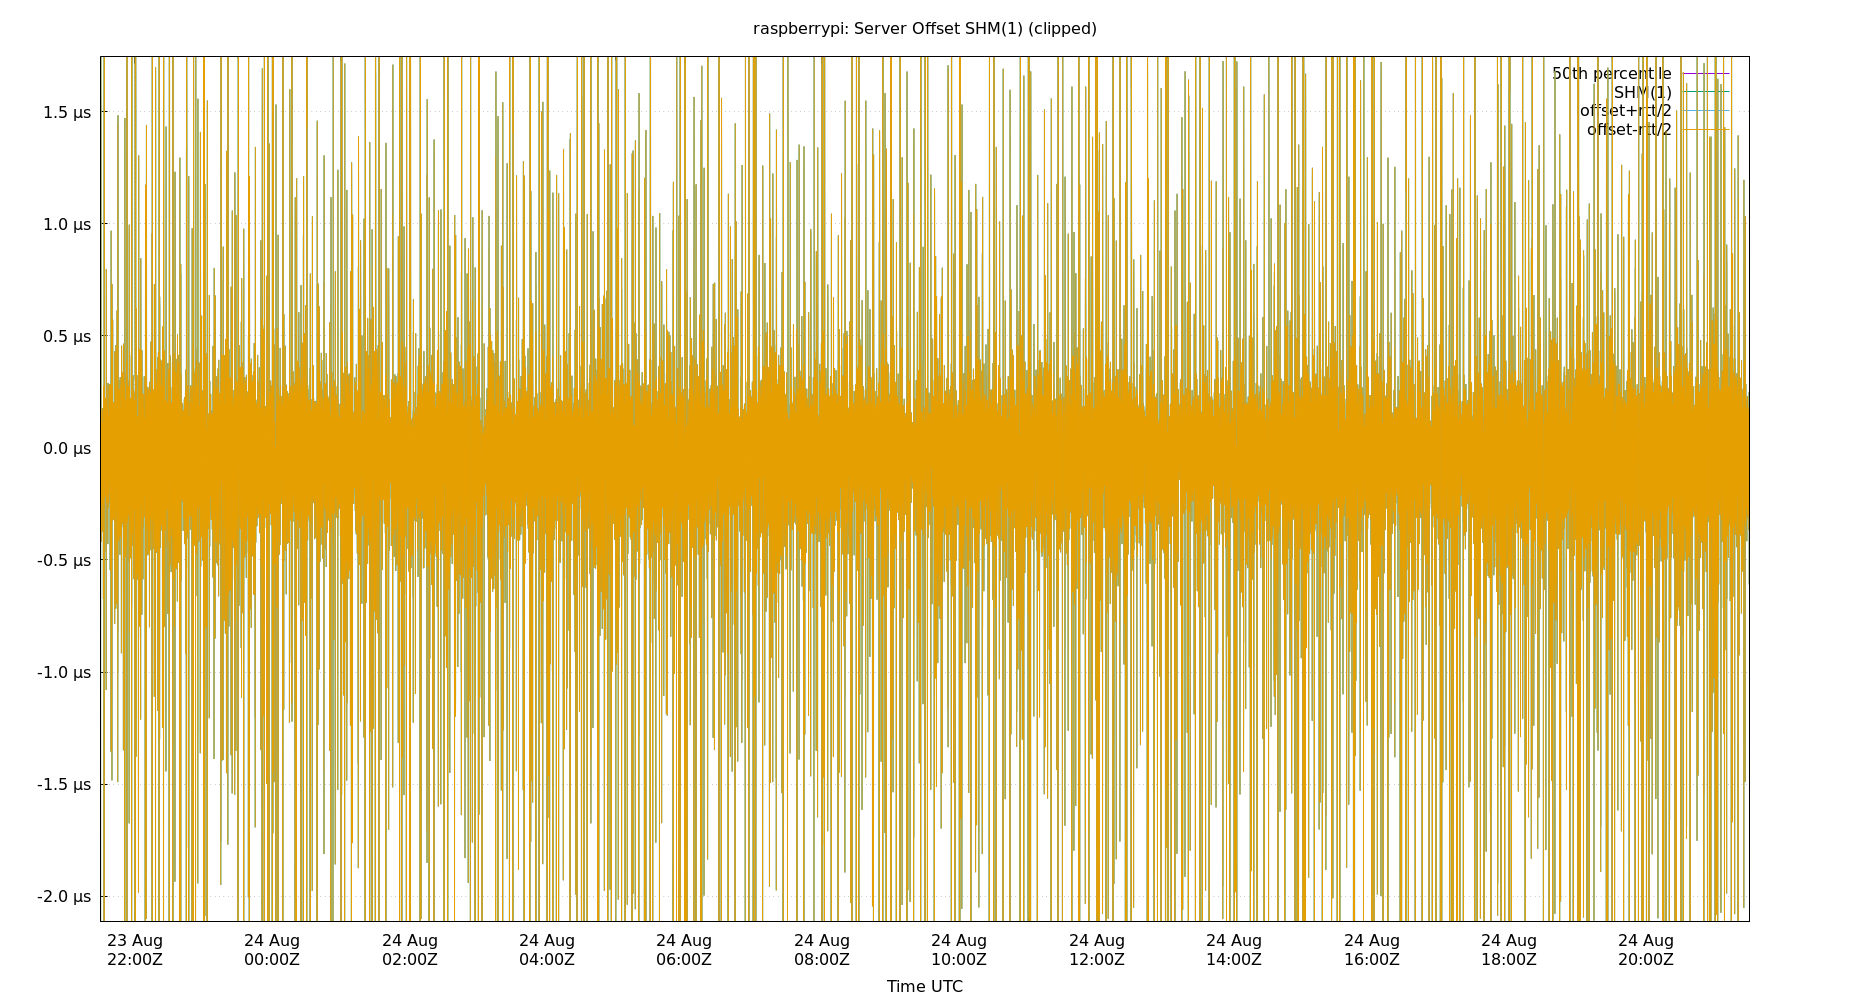 raspberrypi: Server Offset SHM(1) (clipped)
50th percentile
SHM(1)
offset+rtt/2
offset-rtt/2
1.5 µs
1.0 µs
0.5 µs
0.0 µs
-0.5 µs
-1.0 µs
-1.5 µs
-2.0 µs
23 Aug 24 Aug 24 Aug 24 Aug 24 Aug 24 Aug 24 Aug 24 Aug 24 Aug 24 Aug 24 Aug 24 Aug
22:00Z 00:00Z 02:00Z 04:00Z 06:00Z 08:00Z 10:00Z 12:00Z 14:00Z 16:00Z 18:00Z 20:00Z
Time UTC